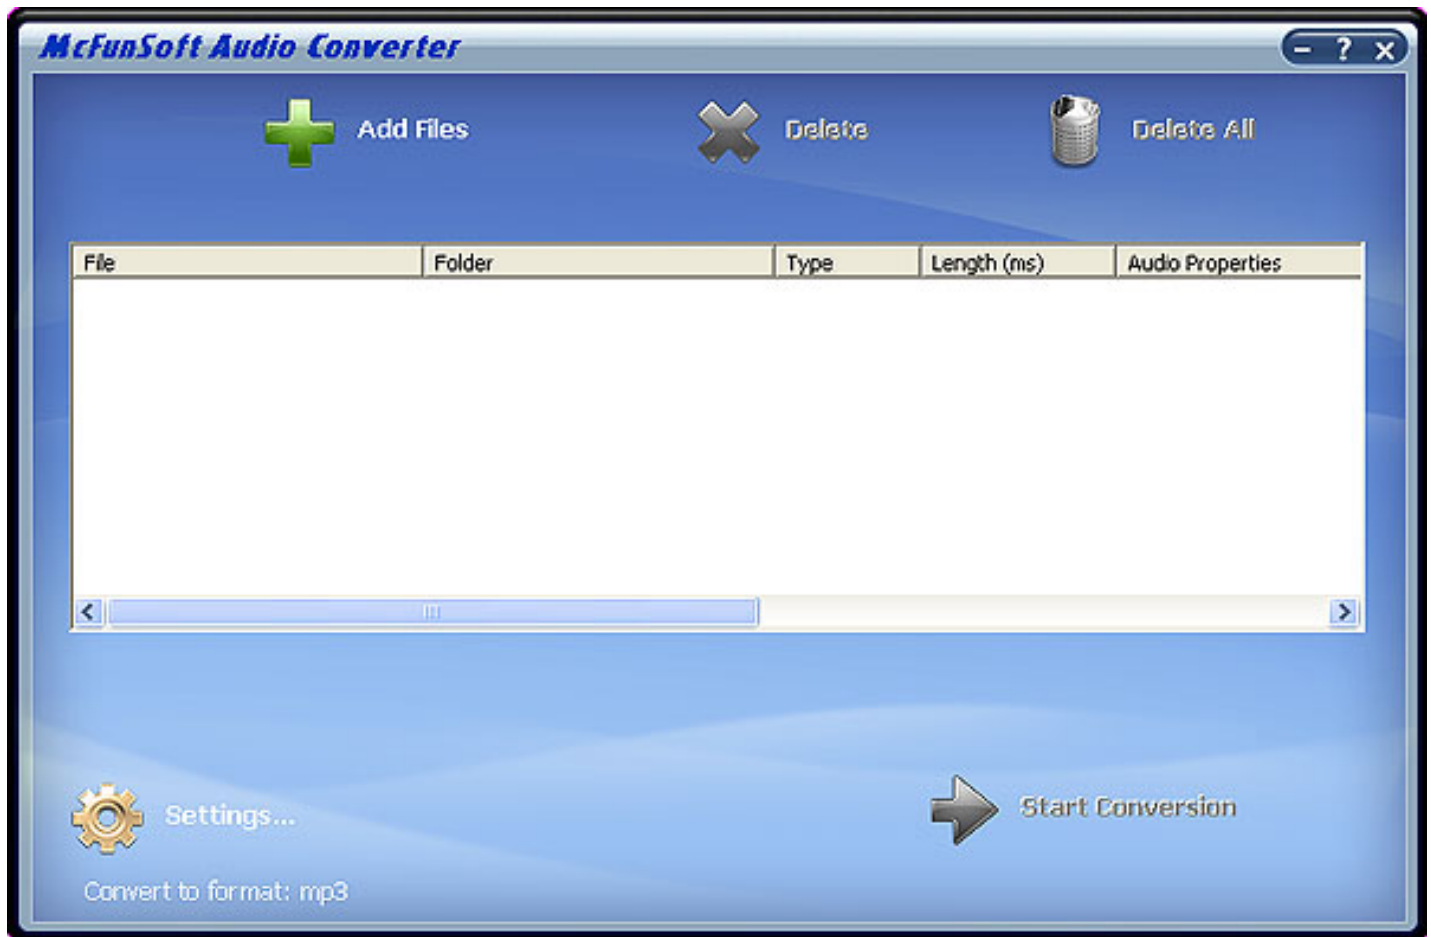 McFunSoft Audio Converter
Add Files Delete Delete All
File Folder Type Length (ms) Audio Properties
Settings... Start Conversion
Convert to format: mp3